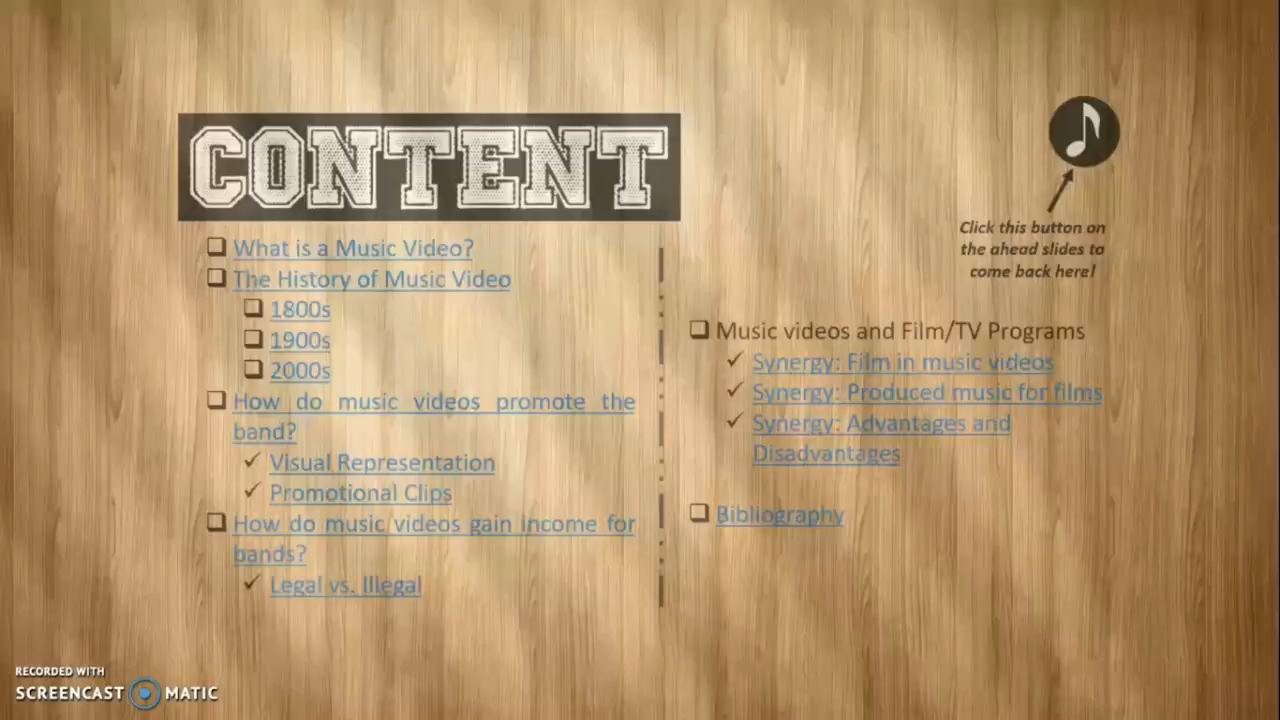 CONTENT
What is a Music Video?
The History of Music Video
1800s
1900s
2000s
How do music videos promote the
band?
Visual Representation
Promotional Clips
How do music videos gain income for
bands?
Legal vs. Illegal
Click this button on
the ahead slides to
come back here!
Music videos and Film/TV Programs
Synergy: Film in music videos
Synergy: Produced music for films
Synergy: Advantages and
Disadvantages
Bibliography
RECORDED WITH
SCREENCAST MATIC